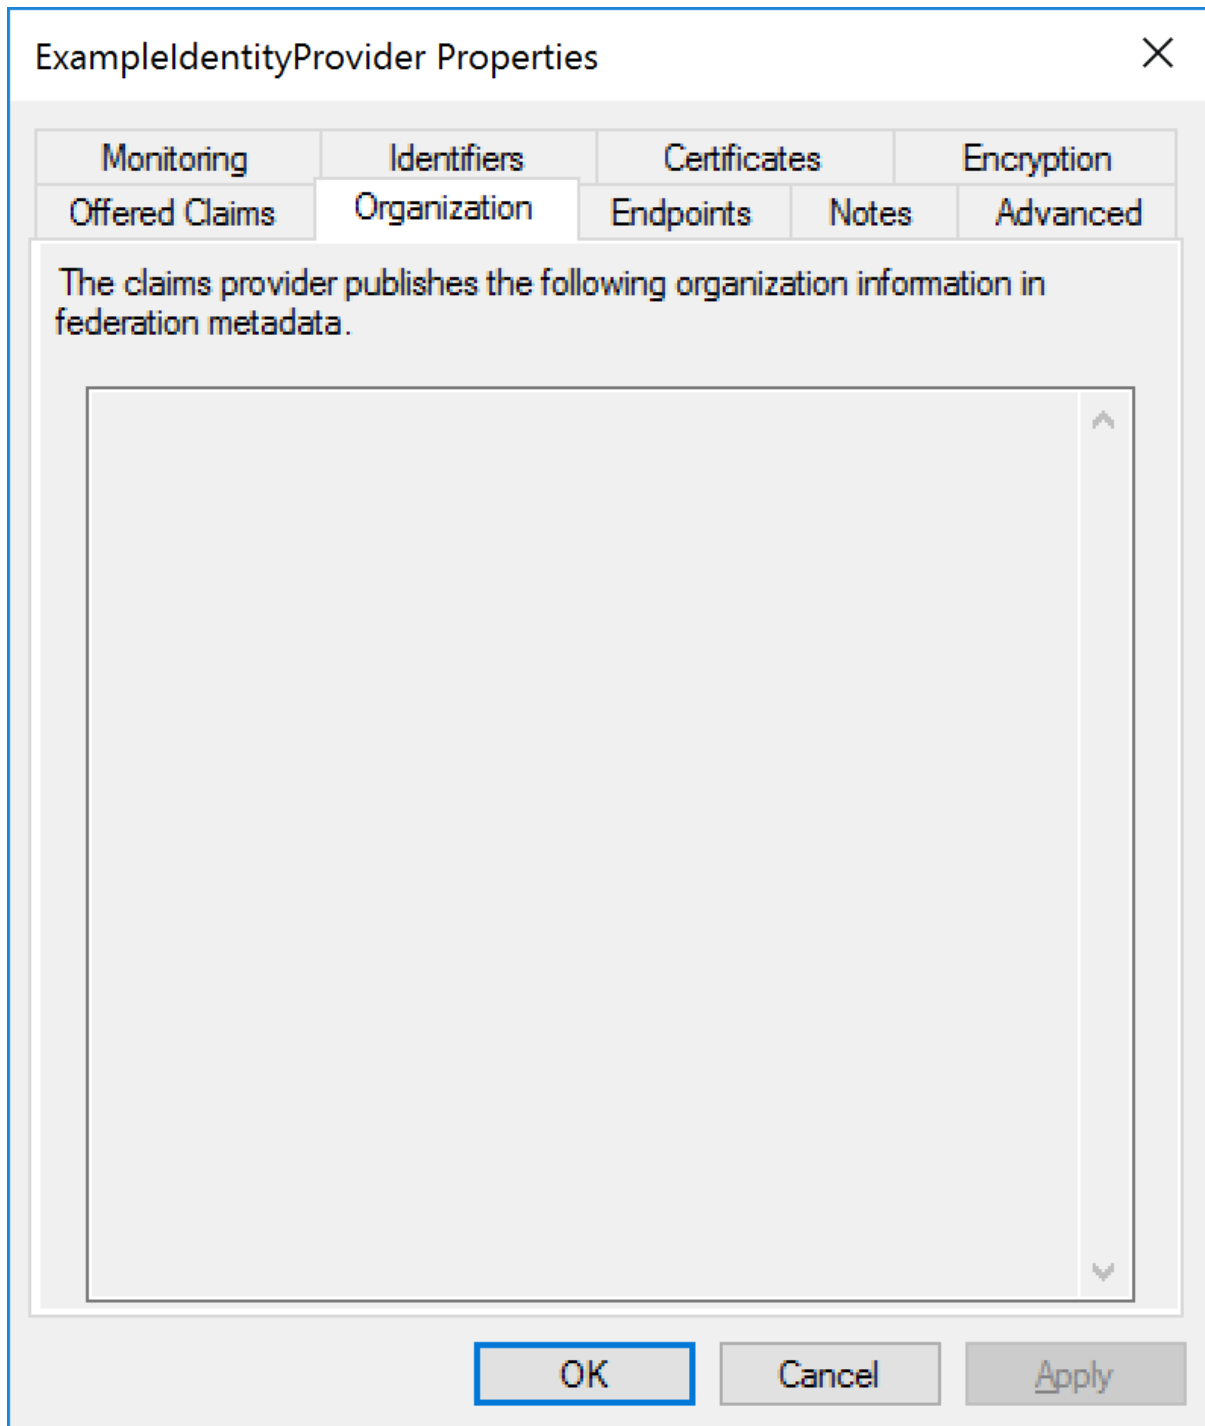 ExampleIdentityProvider Properties
Monitoring Identifiers Certificates Encryption
Offered Claims Organization Endpoints Notes Advanced
The claims provider publishes the following organization information in
federation metadata.
OK Cancel Apply